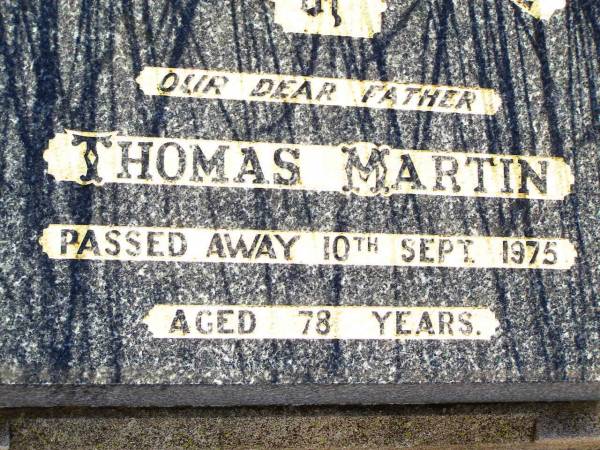 OUR DEAR FATHER
THOMAS MARTIN
PASSED AWAY 10TH SEPT. 1975
AGED 78 YEARS.